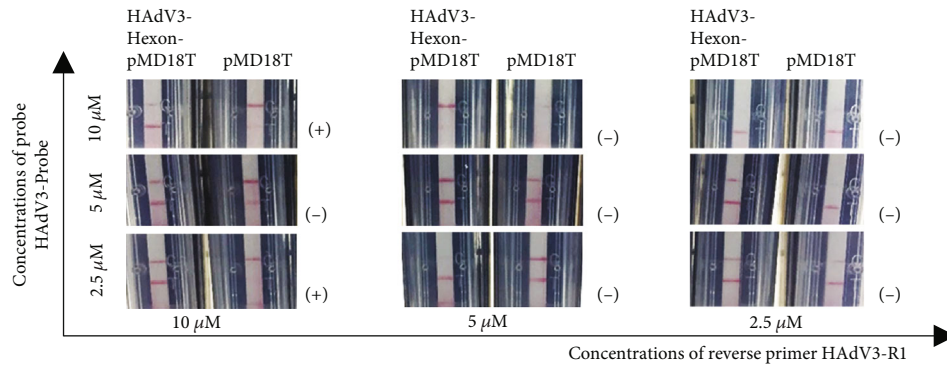 HAdV3-
Hexon-
pMD18T pMD18T
HAdV3-
Hexon-
pMD18T pMD18T
HAdV3-
Hexon-
pMD18T pMD18T
Concentrations of probe
HAdV3-Probe
10 μM
(+)
(–)
(–)
5 μM
(–)
(–)
(–)
2.5 μM
(+)
(–)
(–)
10 μM
5 μM
2.5 μM
Concentrations of reverse primer HAdV3-R1